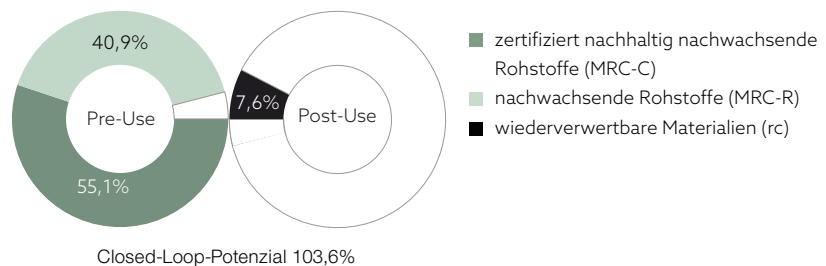 40,9%
Pre-Use
55,1%
7,6%
Post-Use
zertifiziert nachhaltig nachwachsende
Rohstoffe (MRC-C)
nachwachsende Rohstoffe (MRC-R)
wiederverwertbare Materialien (rc)
Closed-Loop-Potenzial 103,6%